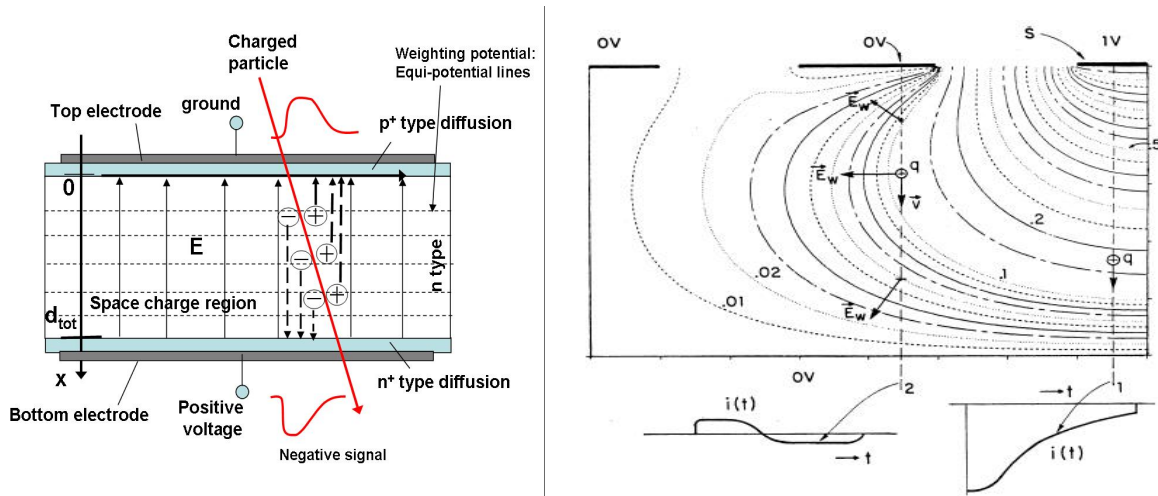 Charged
particle
Weighting potential:
Equi-potential lines
ground
Top electrode
p+ type diffusion
0
E
n type
Space charge region
dtot
x
n+ type diffusion
Bottom electrode
Positive
voltage
Negative signal
0V
0V
S
1V
Ew
.5
Ew
q
v
.2
q
.02
.1
.01
Ew
0V
2
t
1
i(t)
t
i(t)